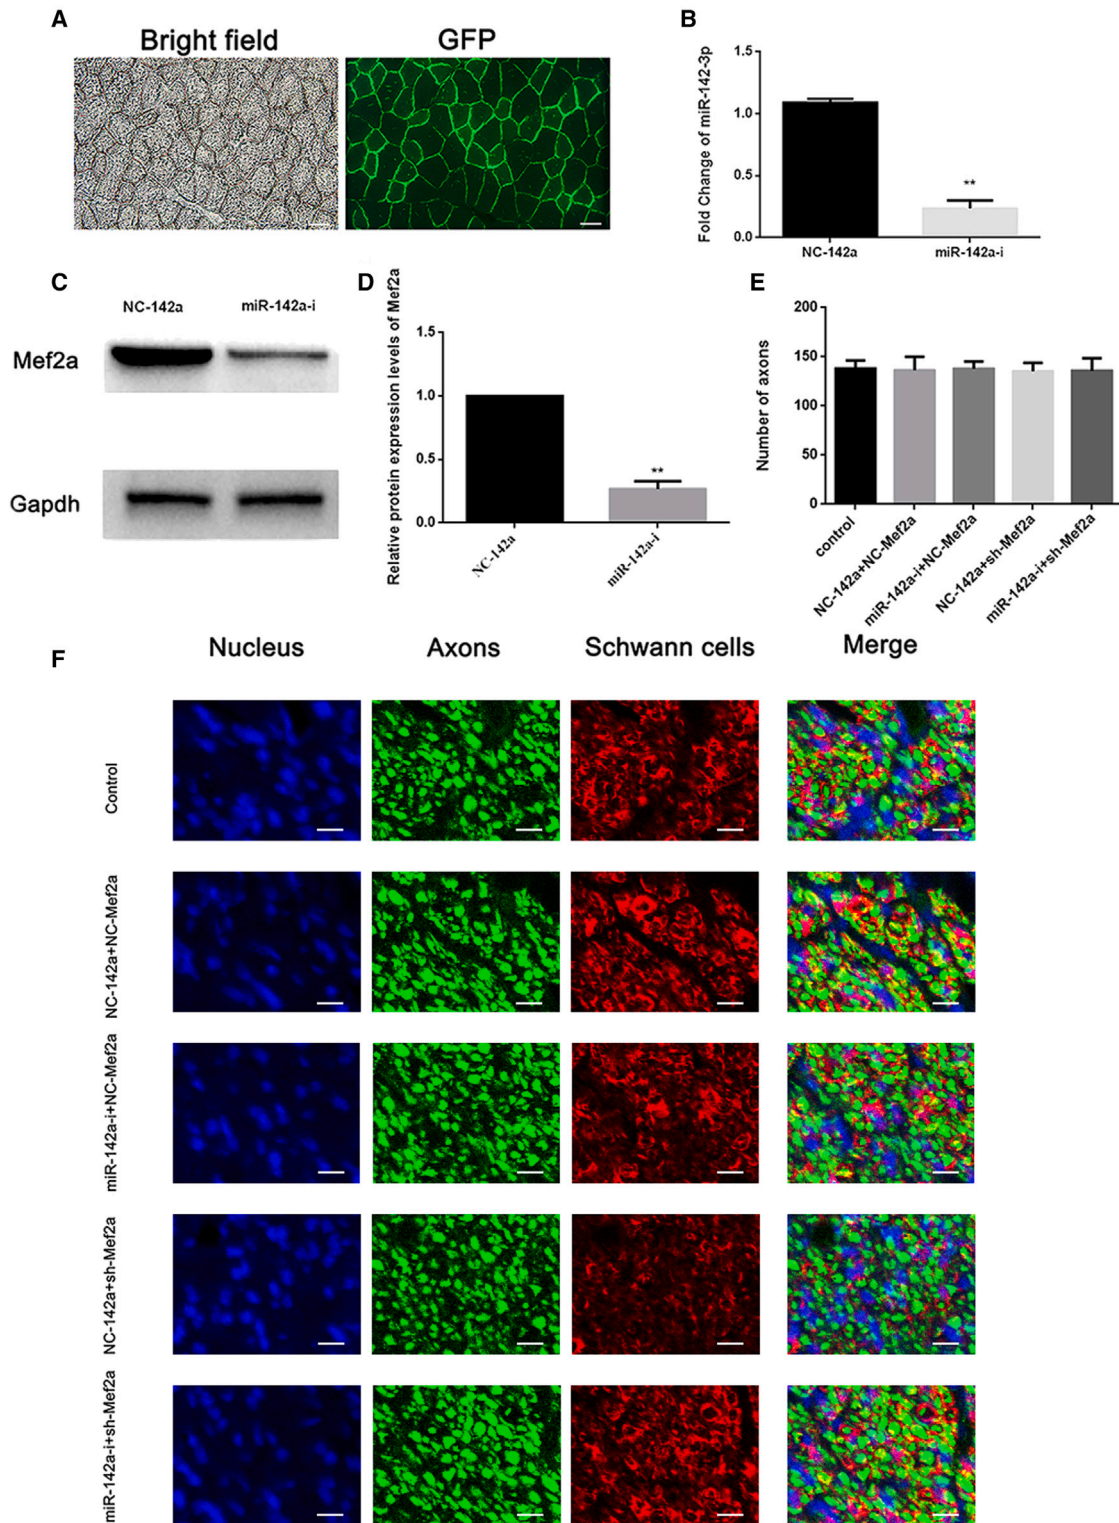 A
Bright field
GFP
B
Fold Change of miR-142-3p
1.5
1.0
0.5
0.0
**
NC-142a
miR-142a-i
C
NC-142a
miR-142a-i
Mef2a
Gapdh
D
Relative protein expression levels of Mef2a
1.5
1.0
0.5
0.0
**
NC-142a
miR-142a-i
E
Number of axons
200
150
100
50
0
control
NC-142a+NC-Mef2a
miR-142a-i+NC-Mef2a
NC-142a+sh-Mef2a
miR-142a-i+sh-Mef2a
F
Nucleus
Axons
Schwann cells
Merge
Control
NC-142a+NC-Mef2a
miR-142a-i+NC-Mef2a
NC-142a+sh-Mef2a
miR-142a-i+sh-Mef2a